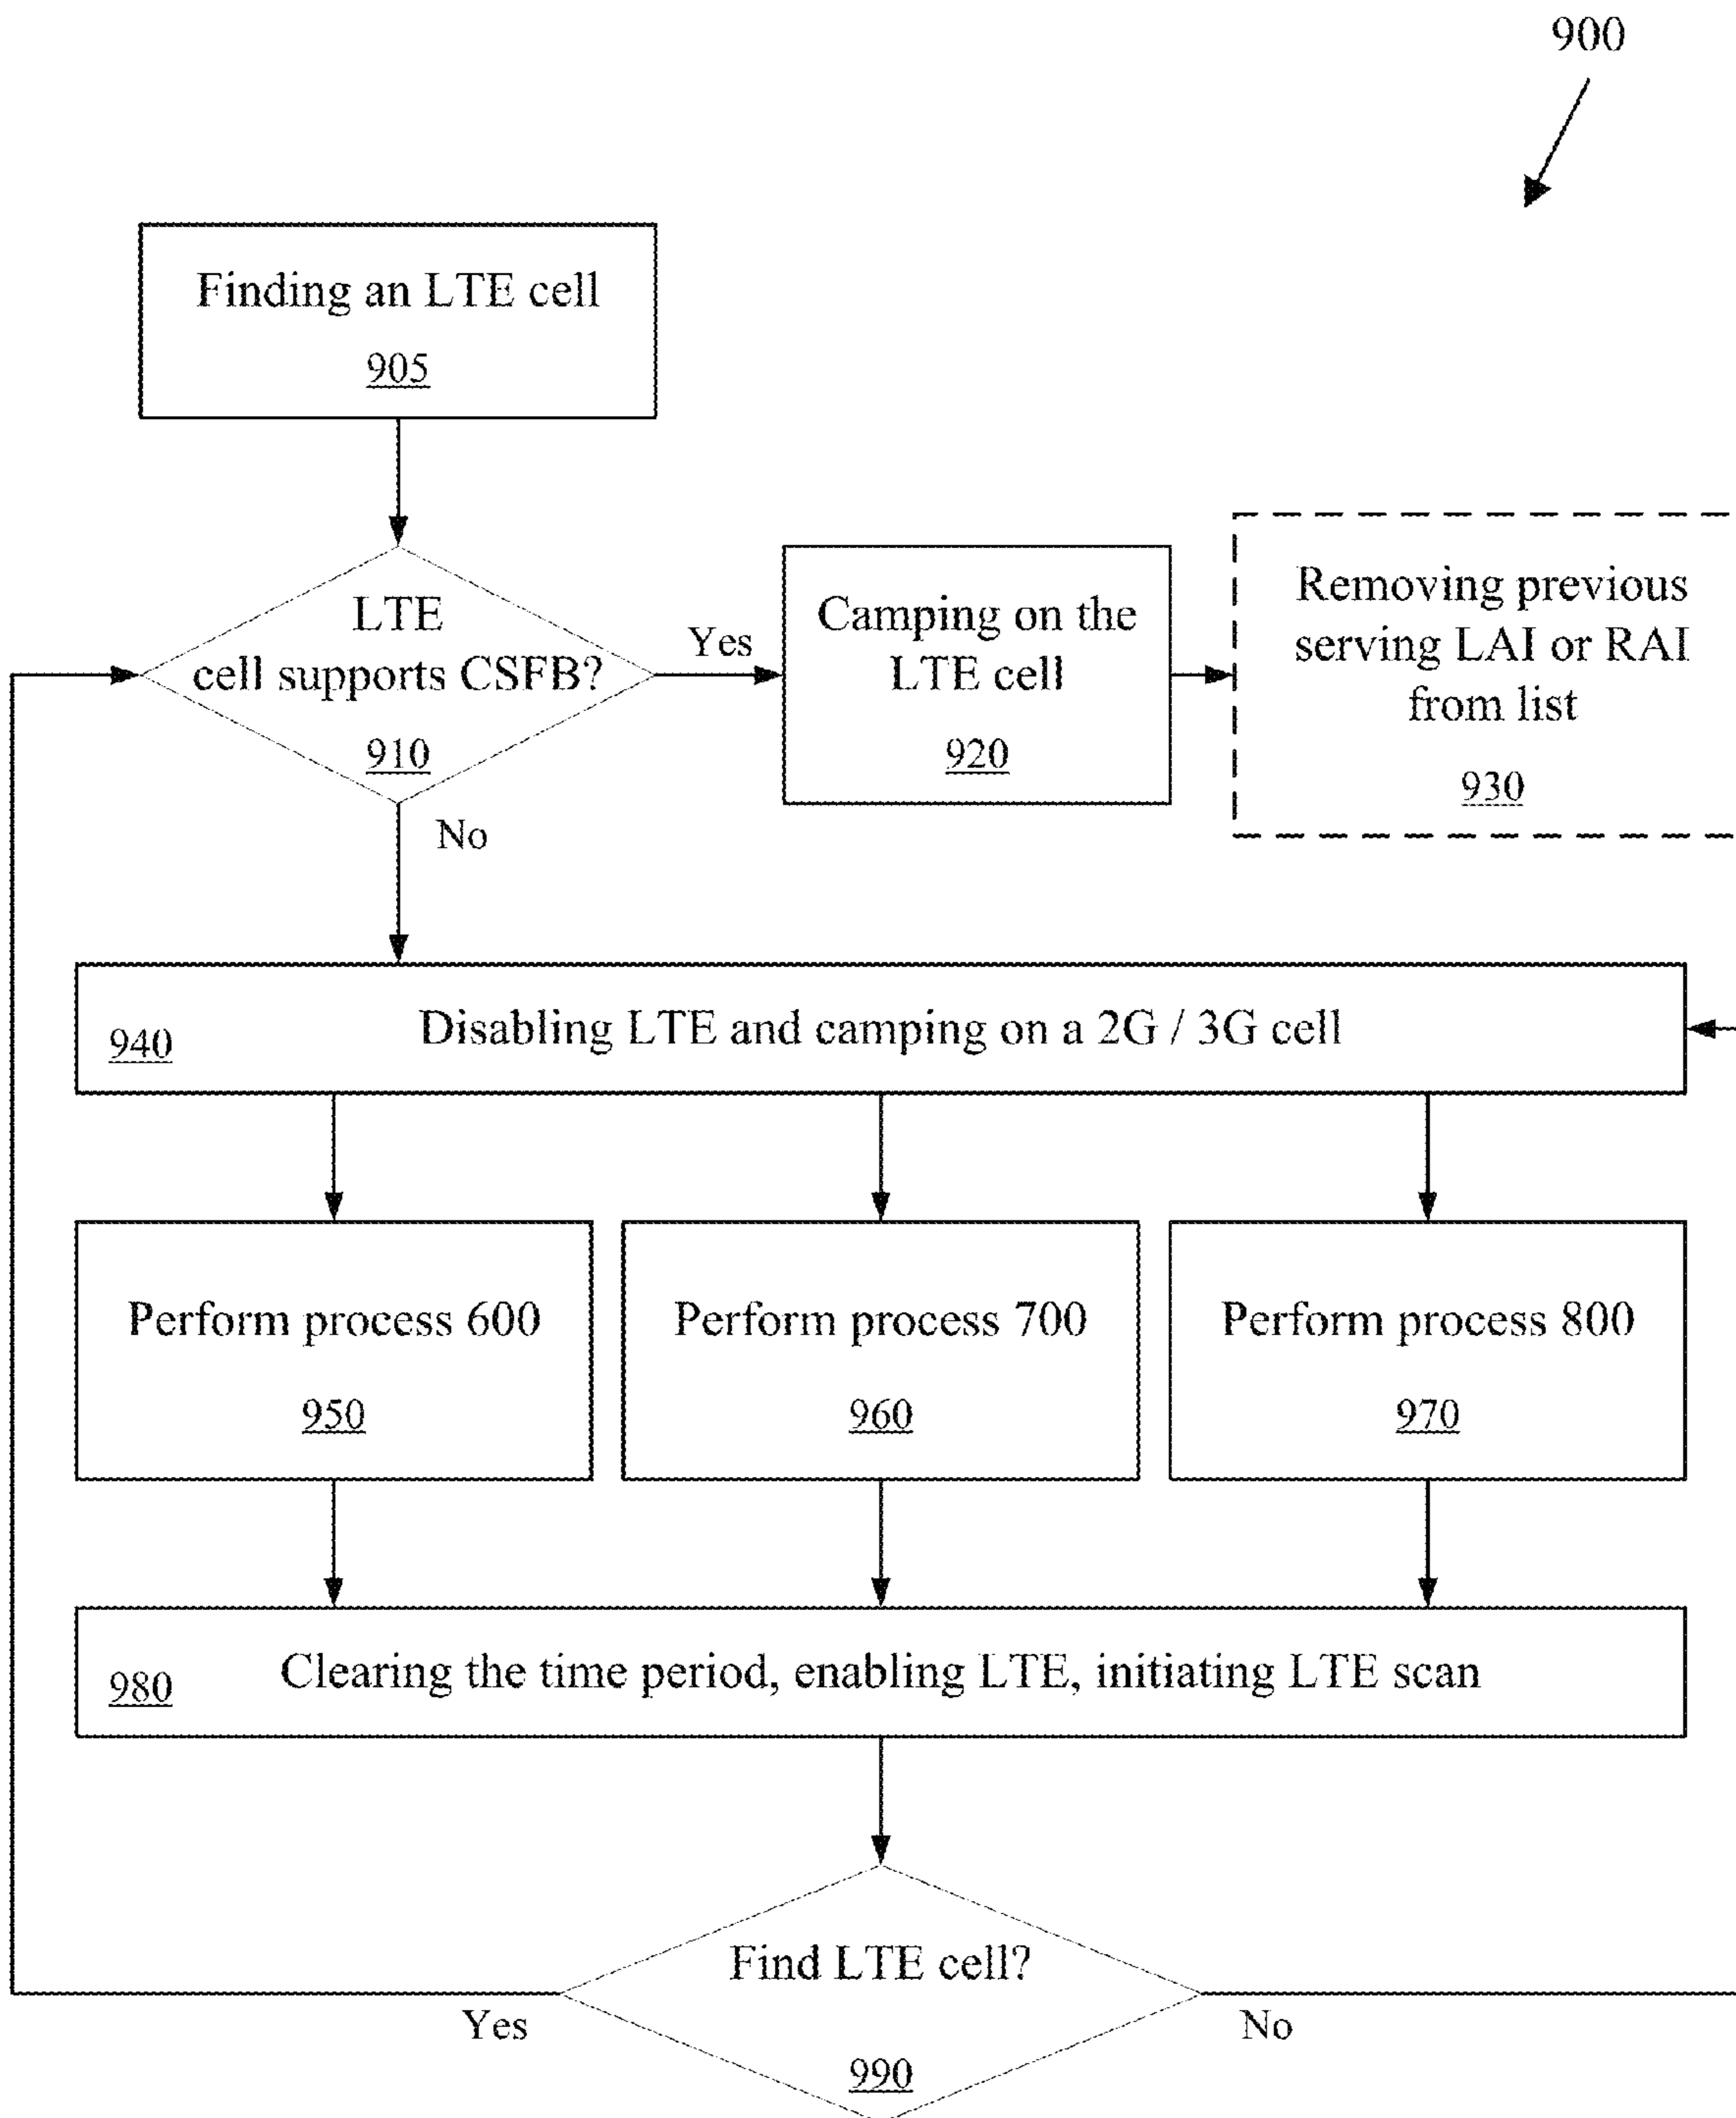 900
Finding an LTE cell
905
LTE
cell supports CSFB?
910
Yes
No
Camping on the
LTE cell
920
Removing previous
serving LAI or RAI
from list
930
940
Disabling LTE and camping on a 2G / 3G cell
Perform process 600
950
Perform process 700
960
Perform process 800
970
980
Clearing the time period, enabling LTE, initiating LTE scan
Find LTE cell?
990
Yes
No